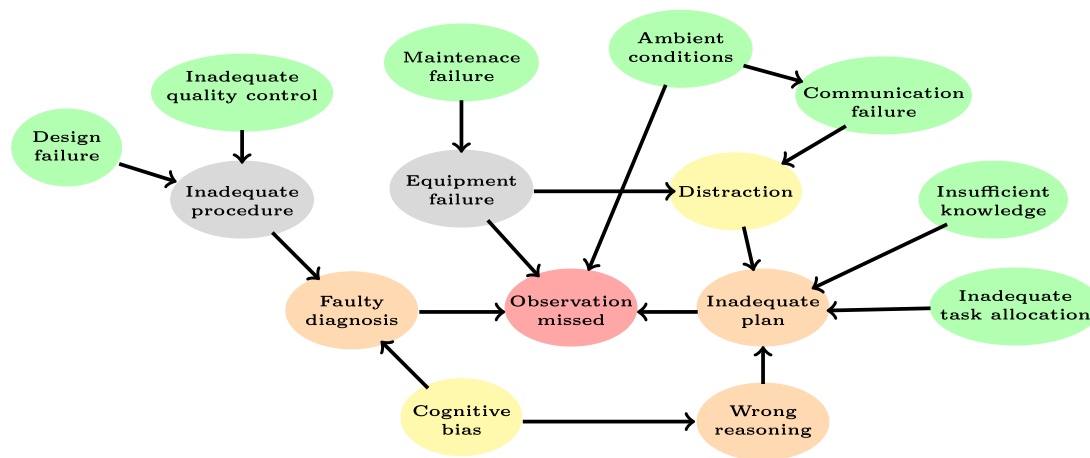 Ambient
conditions
Maintenace
failure
Inadequate
quality control
Communication
failure
Design
failure
Inadequate
procedure
Equipment
failure
Distraction
Insufficient
knowledge
Faulty
diagnosis
Observation
missed
Inadequate
plan
Inadequate
task allocation
Cognitive
bias
Wrong
reasoning